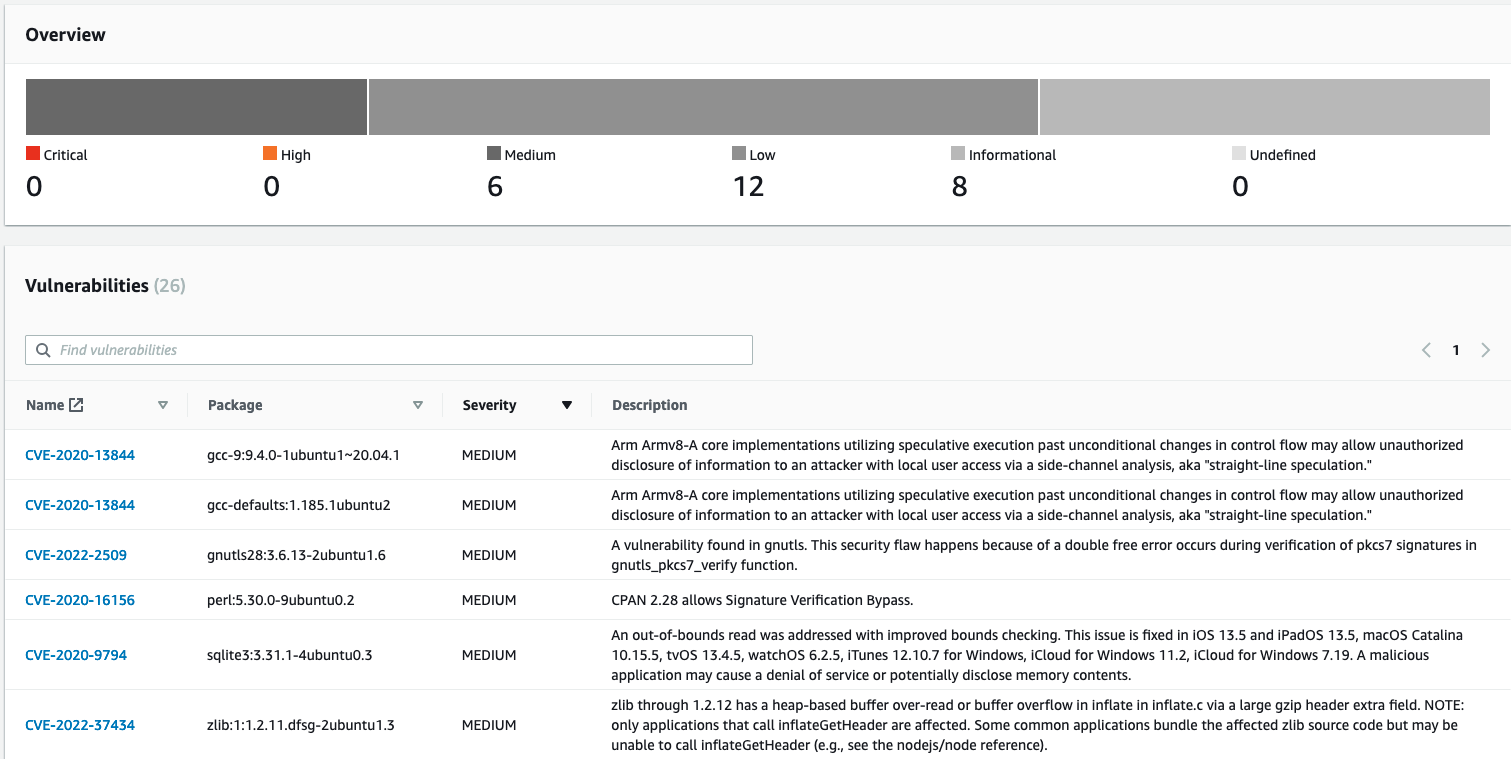 Overview
Critical
High
Medium
Low
Informational
Undefined
0
0
6
12
8
0
Vulnerabilities (26)
Find vulnerabilities
1
Name
Package
Severity
Description
CVE-2020-13844
gcc-9:9.4.0-1ubuntu1~20.04.1
MEDIUM
Arm Armv8-A core implementations utilizing speculative execution past unconditional changes in control flow may allow unauthorized
disclosure of information to an attacker with local user access via a side-channel analysis, aka "straight-line speculation."
CVE-2020-13844
gcc-defaults:1.185.1ubuntu2
MEDIUM
Arm Armv8-A core implementations utilizing speculative execution past unconditional changes in control flow may allow unauthorized
disclosure of information to an attacker with local user access via a side-channel analysis, aka "straight-line speculation."
CVE-2022-2509
gnutls28:3.6.13-2ubuntu1.6
MEDIUM
A vulnerability found in gnutls. This security flaw happens because of a double free error occurs during verification of pkcs7 signatures in
gnutls_pkcs7_verify function.
CVE-2020-16156
perl:5.30.0-9ubuntu0.2
MEDIUM
CPAN 2.28 allows Signature Verification Bypass.
CVE-2020-9794
sqlite3:3.31.1-4ubuntu0.3
MEDIUM
An out-of-bounds read was addressed with improved bounds checking. This issue is fixed in iOS 13.5 and iPadOS 13.5, macOS Catalina
10.15.5, tvOS 13.4.5, watchOS 6.2.5, iTunes 12.10.7 for Windows, iCloud for Windows 11.2, iCloud for Windows 7.19. A malicious
application may cause a denial of service or potentially disclose memory contents.
CVE-2022-37434
zlib:1:1.2.11.dfsg-2ubuntu1.3
MEDIUM
zlib through 1.2.12 has a heap-based buffer over-read or buffer overflow in inflate in inflate.c via a large gzip header extra field. NOTE:
only applications that call inflateGetHeader are affected. Some common applications bundle the affected zlib source code but may be
unable to call inflateGetHeader (e.g., see the nodejs/node reference).